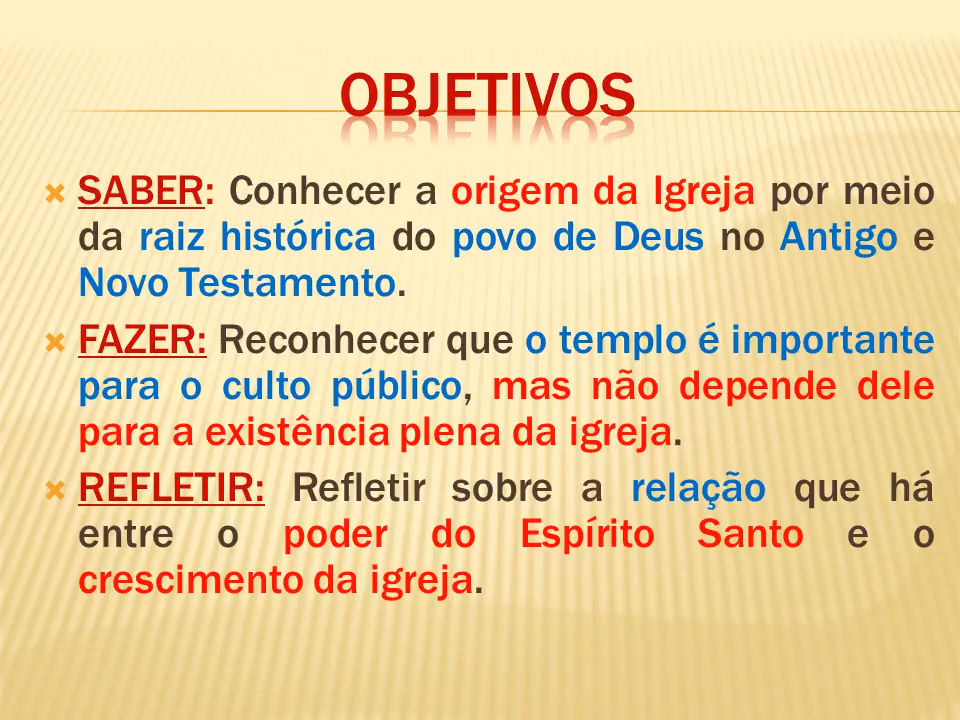 OBJETIVOS
SABER: Conhecer a origem da Igreja por meio
da raiz histórica do povo de Deus no Antigo e
Novo Testamento.
FAZER: Reconhecer que o templo é importante
para o culto público, mas não depende dele
para a existência plena da igreja.
REFLETIR: Refletir sobre a relação que há
entre o poder do Espírito Santo e o
crescimento da igreja.